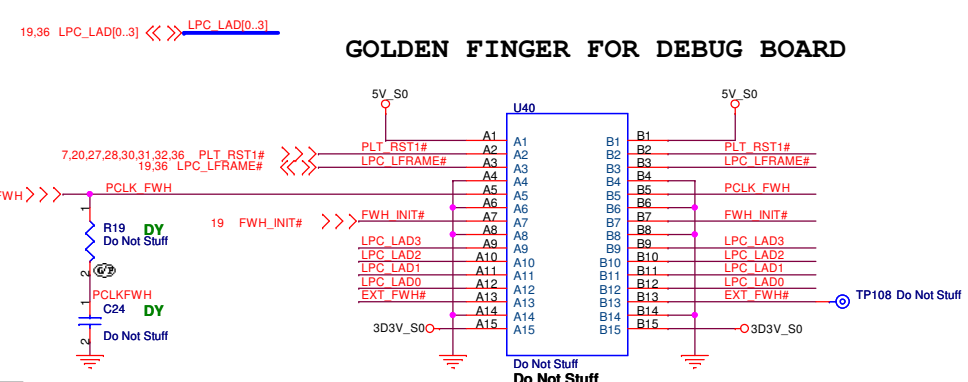 19,36 LPC_LAD[0..3] LPC_LAD[0..3]
GOLDEN FINGER FOR DEBUG BOARD
5V_S0 5V_S0
U40
A1 A1 B1 B1
7,20,27,28,30,31,32,36 PLT_RST1# PLT_RST1# A2 A2 B2 B2 PLT_RST1#
19,36 LPC_LFRAME# LPC_LFRAME# A3 A3 B3 B3 LPC_LFRAME#
A4 A4 B4 B4
FWH PCLK_FWH A5 A5 B5 B5 PCLK_FWH
A6 A6 B6 B6
19 FWH_INIT# FWH_INIT# A7 A7 B7 B7 FWH_INIT#
A8 A8 B8 B8
LPC_LAD3 A9 A9 B9 B9 LPC_LAD3
LPC_LAD2 A10 A10 B10 B10 LPC_LAD2
LPC_LAD1 A11 A11 B11 B11 LPC_LAD1
LPC_LAD0 A12 A12 B12 B12 LPC_LAD0
EXT_FWH# A13 A13 B13 B13 EXT_FWH# TP108 Do Not Stuff
A14 A14 B14 B14
3D3V_S0 A15 A15 B15 B15 3D3V_S0
1
R19 DY
Do Not Stuff
2
PCLKFWH
1
C24 DY
Do Not Stuff
2
Do Not Stuff
Do Not Stuff